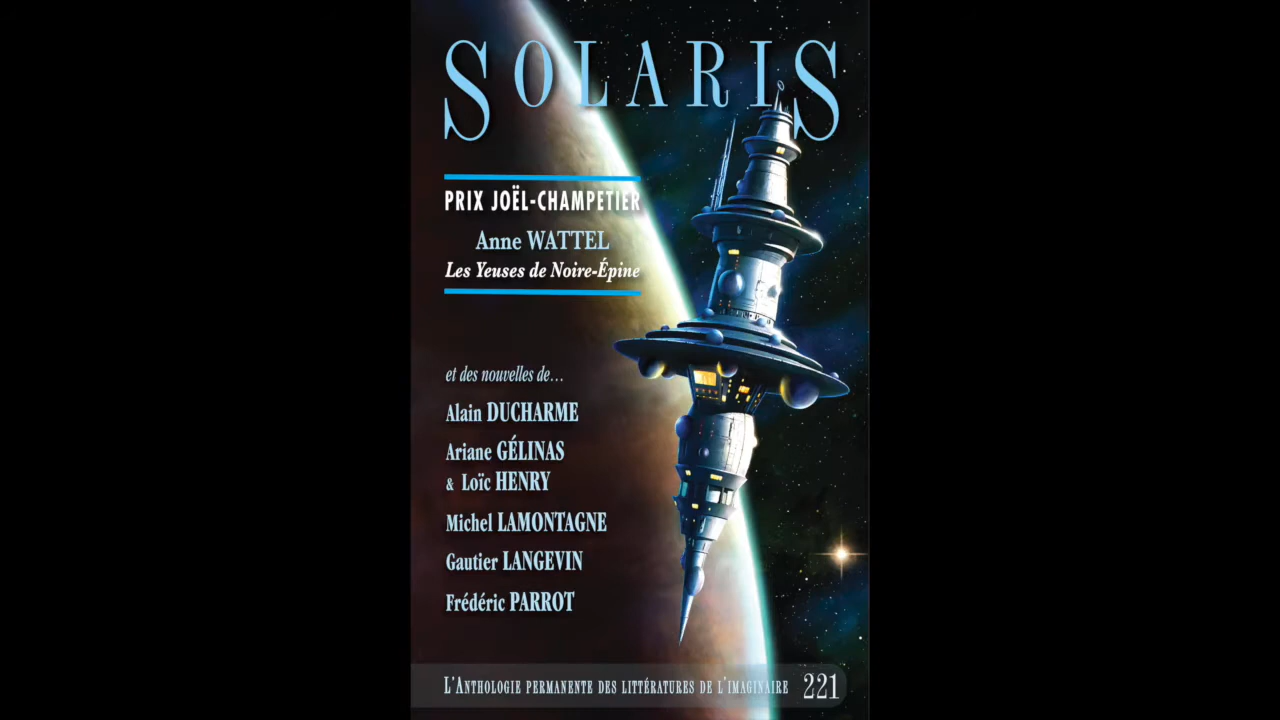 SOLARIS
PRIX JOËL-CHAMPETIER
Anne WATTEL
Les Yeuses de Noire-Épine
et des nouvelles de...
Alain DUCHARME
Ariane GÉLINAS
& Loïc HENRY
Michel LAMONTAGNE
Gautier LANGEVIN
Frédéric PARROT
L'ANTHOLOGIE PERMANENTE DES LITTÉRATURES DE L'IMAGINAIRE 221